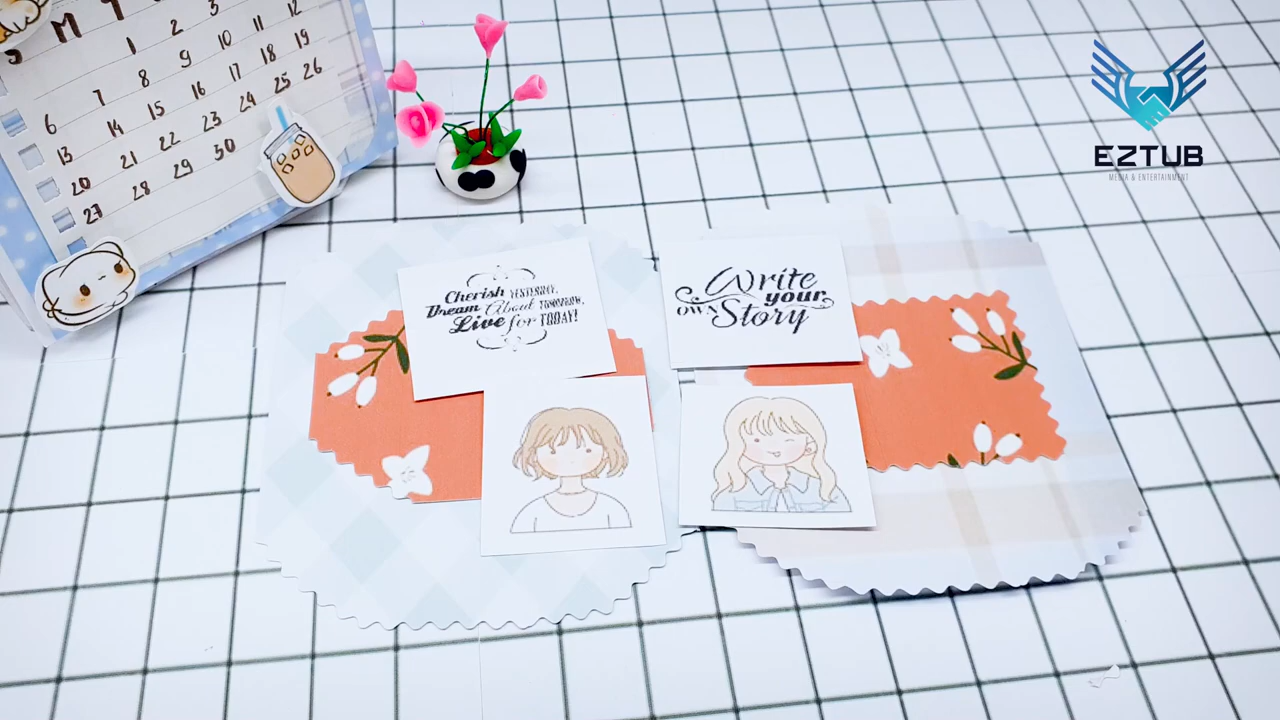 S M T
1 2 3
6 7 8 9 10 11 12
13 14 15 16 17 18 19
20 21 22 23 24 25 26
27 28 29 30
EZTUB
MEDIA & ENTERTAINMENT
Cherish YESTERDAY,
Dream About TOMORROW,
Live for TODAY!
Write
your
OWN Story